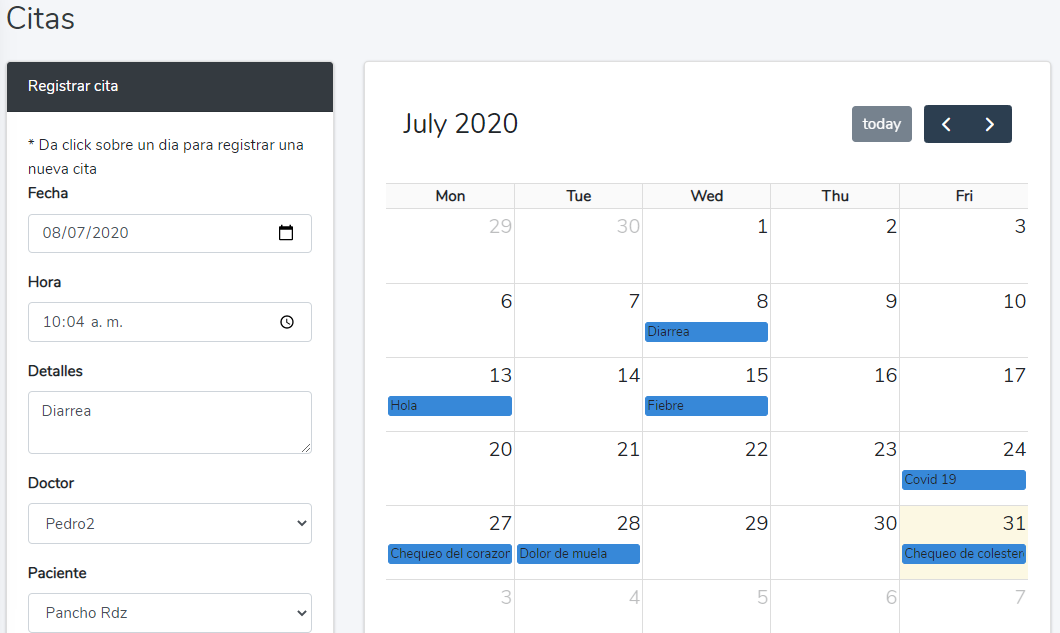 Citas
Registrar cita
* Da click sobre un dia para registrar una
nueva cita
Fecha
08/07/2020
Hora
10:04 a. m.
Detalles
Diarrea
Doctor
Pedro2
Paciente
Pancho Rdz
July 2020
today
Mon Tue Wed Thu Fri
29 30 1 2 3
6 7 8 9 10
Diarrea
13 14 15 16 17
Hola Fiebre
20 21 22 23 24
Covid 19
27 28 29 30 31
Chequeo del corazor Dolor de muela Chequeo de colester
3 4 5 6 7